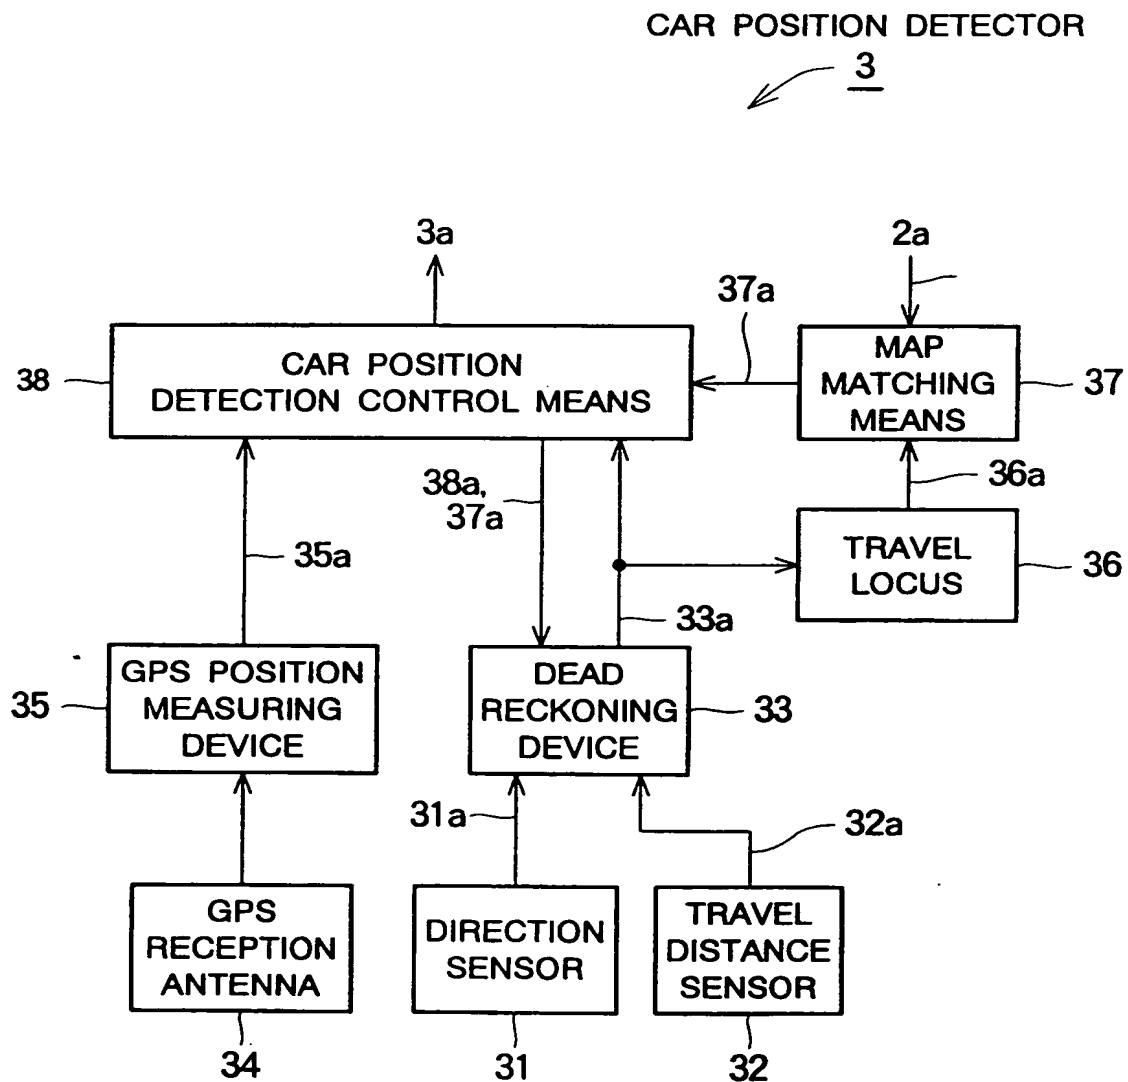 CAR POSITION DETECTOR
3
3a
2a
37a
38
CAR POSITION
DETECTION CONTROL MEANS
MAP
MATCHING
MEANS
37
38a,
37a
36a
35a
TRAVEL
LOCUS
36
33a
35
GPS POSITION
MEASURING
DEVICE
DEAD
RECKONING
DEVICE
33
31a
32a
GPS
RECEPTION
ANTENNA
DIRECTION
SENSOR
TRAVEL
DISTANCE
SENSOR
34
31
32